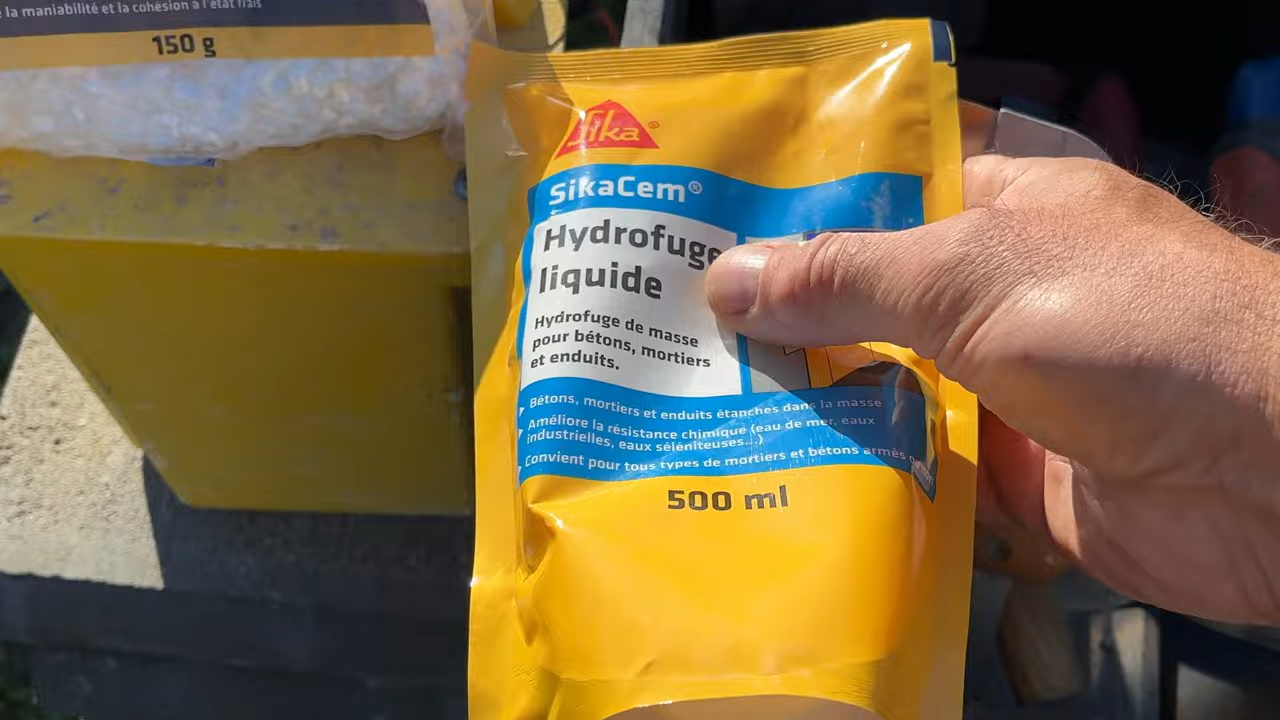 la maniabilité et la cohésion à l'état frais
150 g
Sika®
SikaCem®
Hydrofuge
liquide
Hydrofuge de masse
pour bétons, mortiers
et enduits.
Bétons, mortiers et enduits étanches dans la masse
Améliore la résistance chimique (eau de mer, eaux
industrielles, eaux séléniteuses...)
Convient pour tous types de mortiers et bétons armés
500 ml